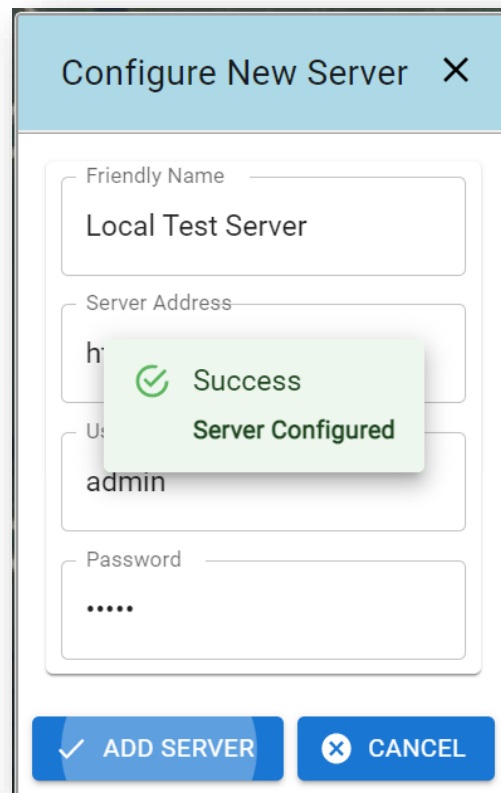 Configure New Server
Friendly Name
Local Test Server
Server Address
Success
Server Configured
admin
Password
•••••
ADD SERVER
CANCEL